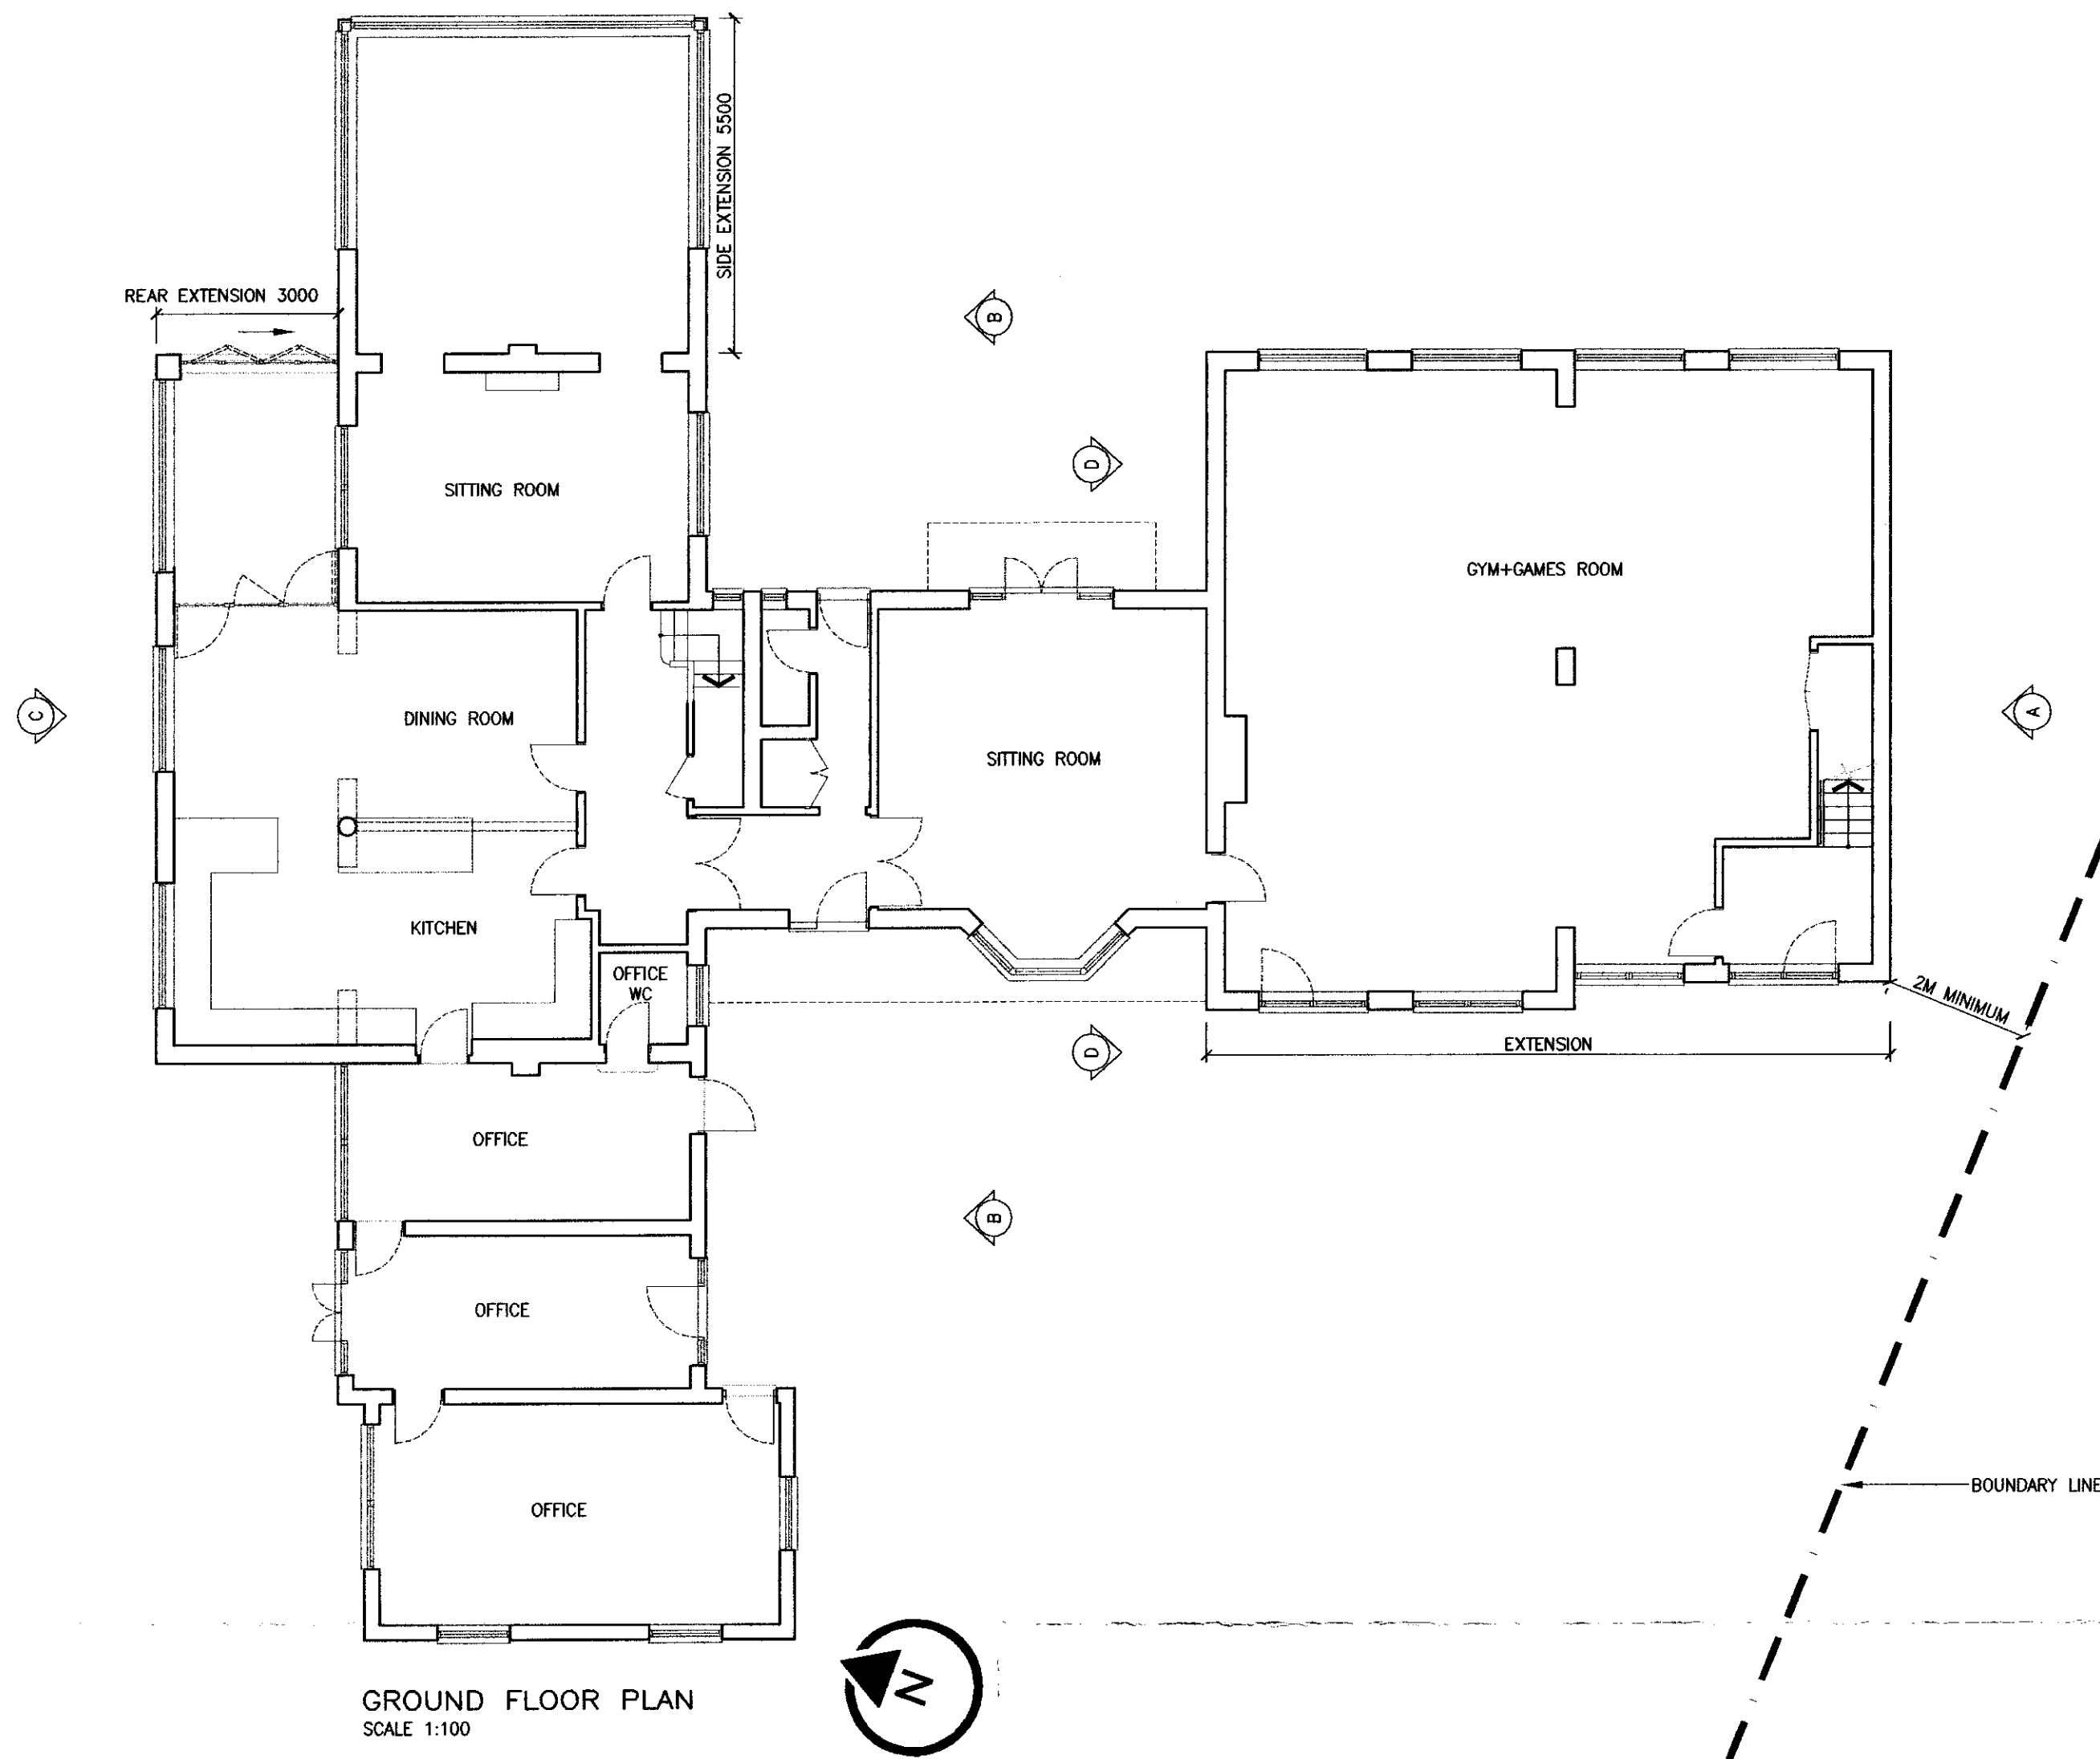 SIDE EXTENSION 5500
REAR EXTENSION 3000
B
D
SITTING ROOM
GYM+GAMES ROOM
C
DINING ROOM
A
SITTING ROOM
KITCHEN
OFFICE
WC
2M MINIMUM
D
EXTENSION
OFFICE
B
OFFICE
BOUNDARY LINE
OFFICE
N
GROUND FLOOR PLAN
SCALE 1:100